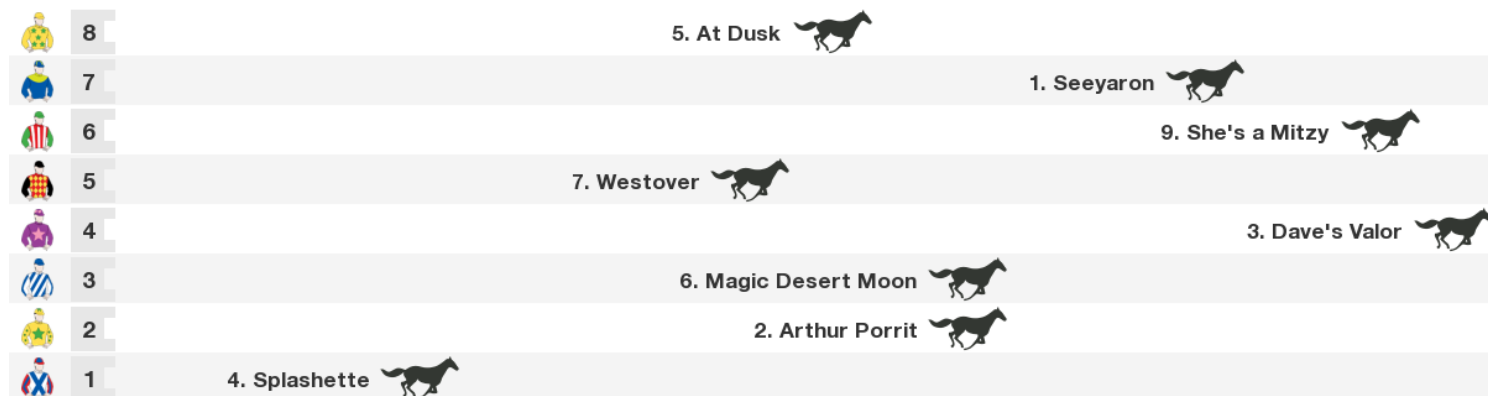 8 5. At Dusk
7 1. Seeyaron
6 9. She's a Mitzy
5 7. Westover
4 3. Dave's Valor
3 6. Magic Desert Moon
2 2. Arthur Porrit
1 4. Splashette